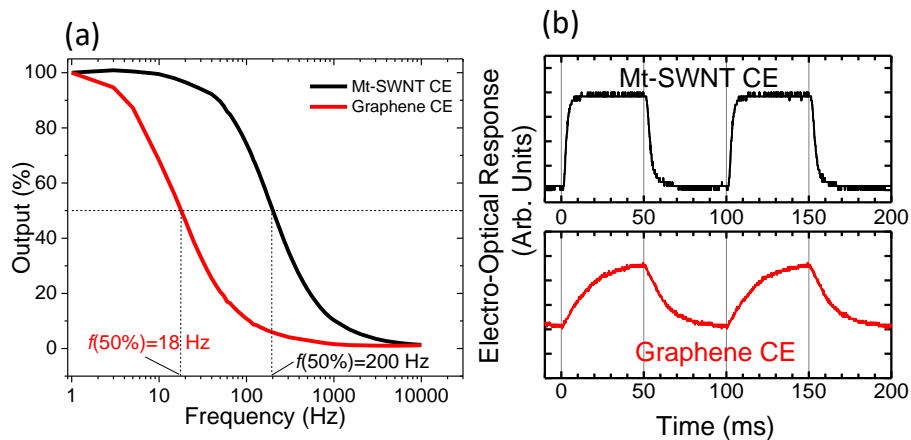 (a)
100
80
60
40
20
0
Output (%)
Mt-SWNT CE
Graphene CE
f(50%)=18 Hz
f(50%)=200 Hz
1 10 100 1000 10000
Frequency (Hz)
(b)
Electro-Optical Response
(Arb. Units)
Mt-SWNT CE
0 50 100 150 200
Graphene CE
0 50 100 150 200
Time (ms)